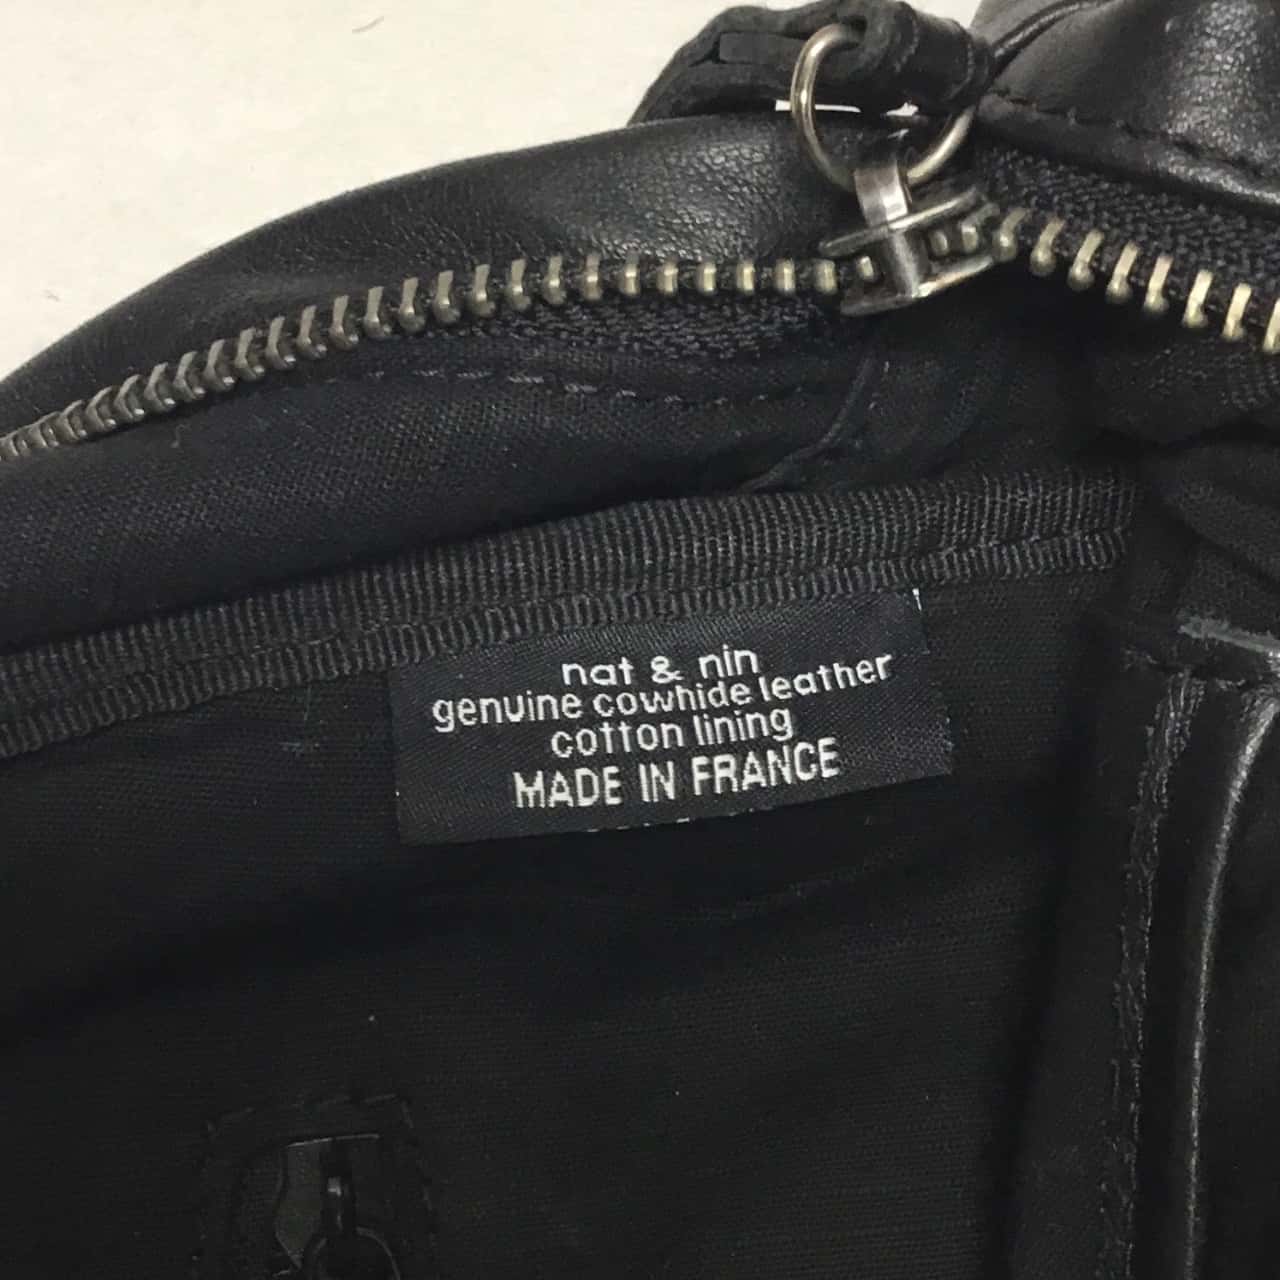 nat & nin
genuine cowhide leather
cotton lining
MADE IN FRANCE